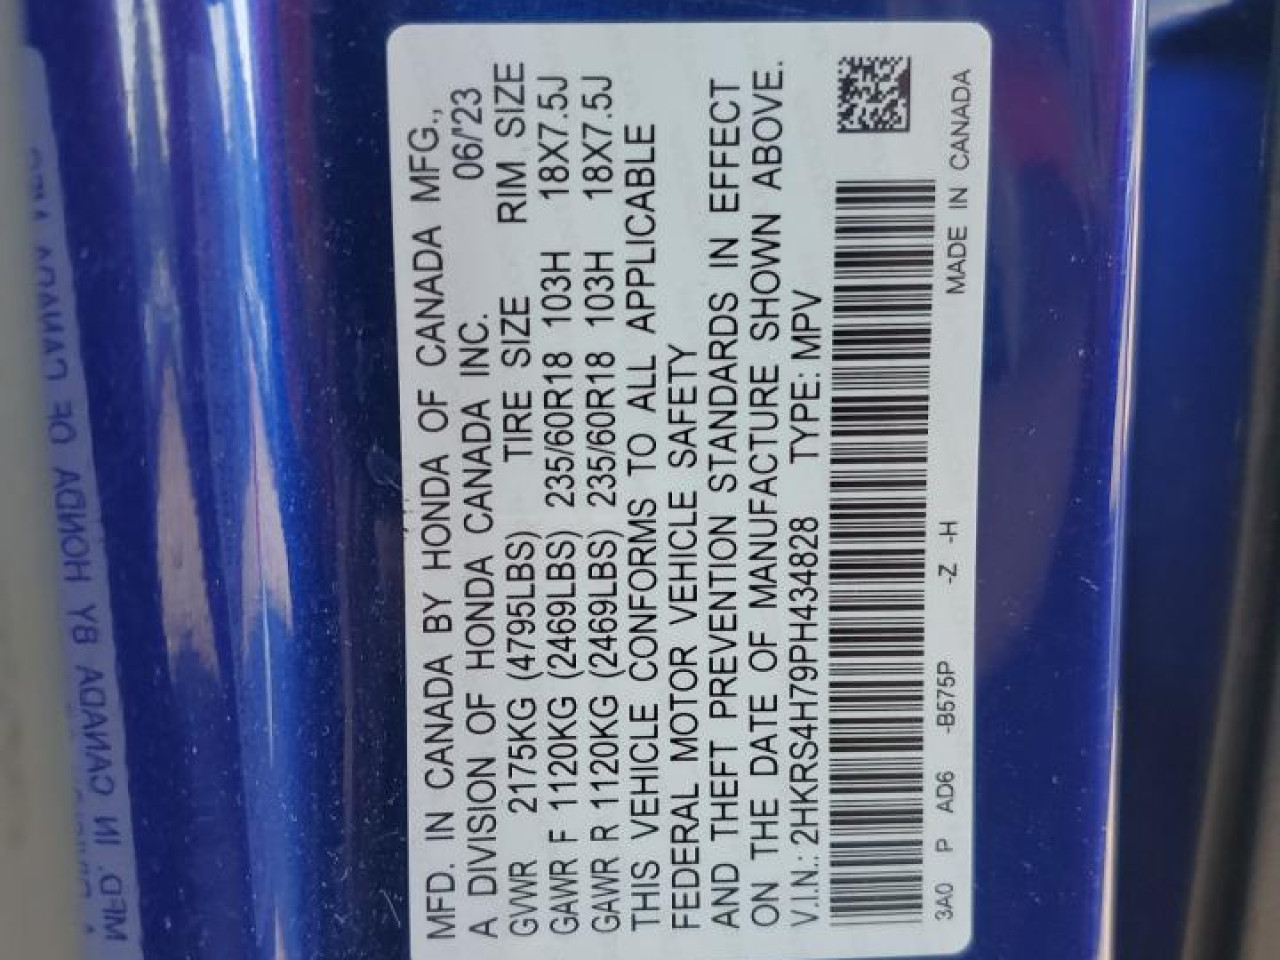 MFD. IN CANADA BY HONDA OF CANADA MFG.,
A DIVISION OF HONDA CANADA INC. 06/'23
GVWR 2175KG (4795LBS) TIRE SIZE RIM SIZE
GAWR F 1120KG (2469LBS) 235/60R18 103H 18X7.5J
GAWR R 1120KG (2469LBS) 235/60R18 103H 18X7.5J
THIS VEHICLE CONFORMS TO ALL APPLICABLE
FEDERAL MOTOR VEHICLE SAFETY
AND THEFT PREVENTION STANDARDS IN EFFECT
ON THE DATE OF MANUFACTURE SHOWN ABOVE.
V.I.N.: 2HKRS4H79PH434828 TYPE: MPV
3A0 P AD6 -B575P -Z -H
MADE IN CANADA